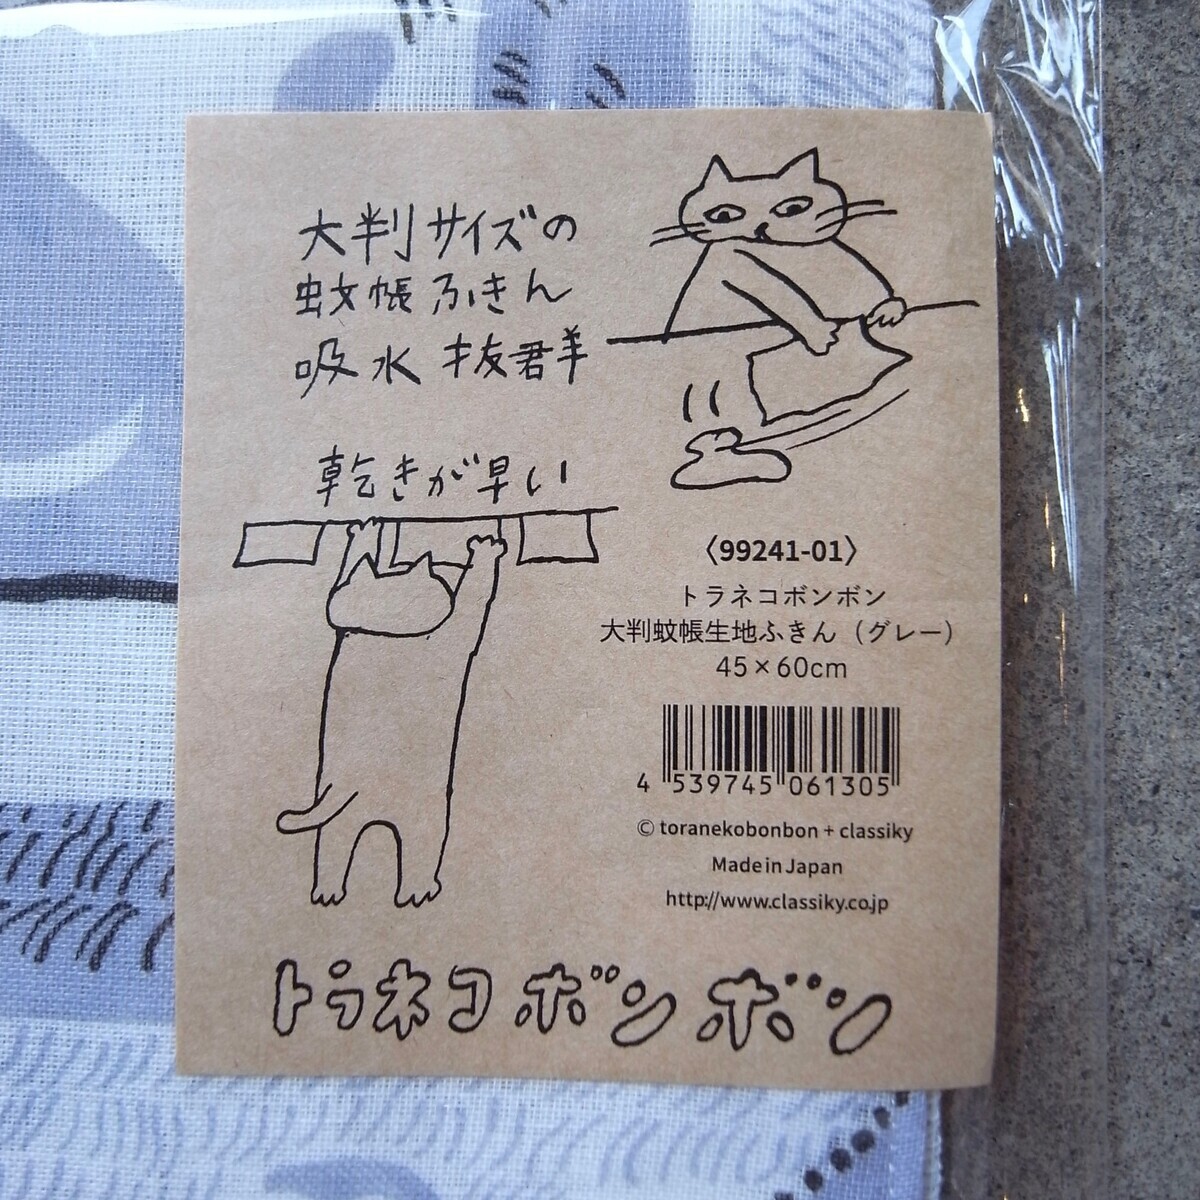 大判サイズの
蚊帳ふきん
吸水抜群
乾きが早い
〈99241-01〉
トラネコボンボン
大判蚊帳生地ふきん（グレー）
45×60cm
4 539745 061305
© toranekobonbon + classiky
Made in Japan
http://www.classiky.co.jp
トラネコボンボン